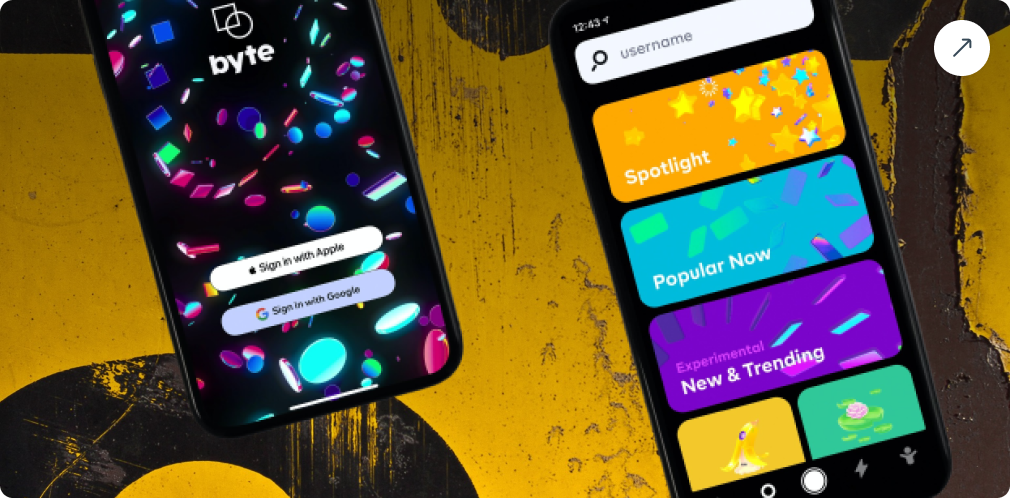 byte
Sign in with Apple
Sign in with Google
12:43
username
Spotlight
Popular Now
Experimental
New & Trending